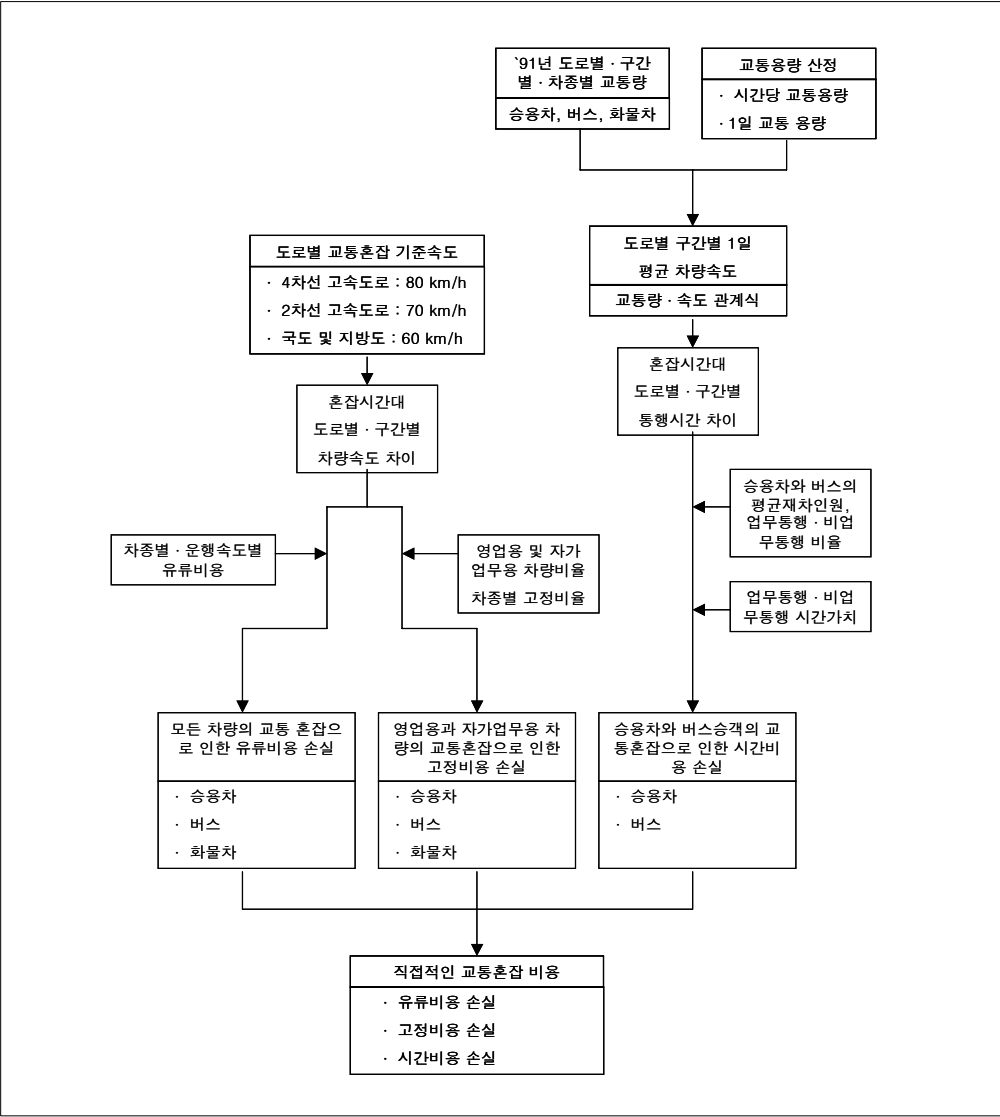 `91년 도로별 · 구간
별 · 차종별 교통량
승용차, 버스, 화물차
교통용량 산정
· 시간당 교통용량
· 1일 교통 용량
도로별 구간별 1일
평균 차량속도
교통량 · 속도 관계식
도로별 교통혼잡 기준속도
· 4차선 고속도로 : 80 km/h
· 2차선 고속도로 : 70 km/h
· 국도 및 지방도 : 60 km/h
혼잡시간대
도로별 · 구간별
통행시간 차이
혼잡시간대
도로별 · 구간별
차량속도 차이
승용차와 버스의
평균재차인원,
업무통행 · 비업
무통행 비율
차종별 · 운행속도별
유류비용
영업용 및 자가
업무용 차량비율
차종별 고정비율
업무통행 · 비업
무통행 시간가치
모든 차량의 교통 혼잡으
로 인한 유류비용 손실
· 승용차
· 버스
· 화물차
영업용과 자가업무용 차
량의 교통혼잡으로 인한
고정비용 손실
· 승용차
· 버스
· 화물차
승용차와 버스승객의 교
통혼잡으로 인한 시간비
용 손실
· 승용차
· 버스
직접적인 교통혼잡 비용
· 유류비용 손실
· 고정비용 손실
· 시간비용 손실